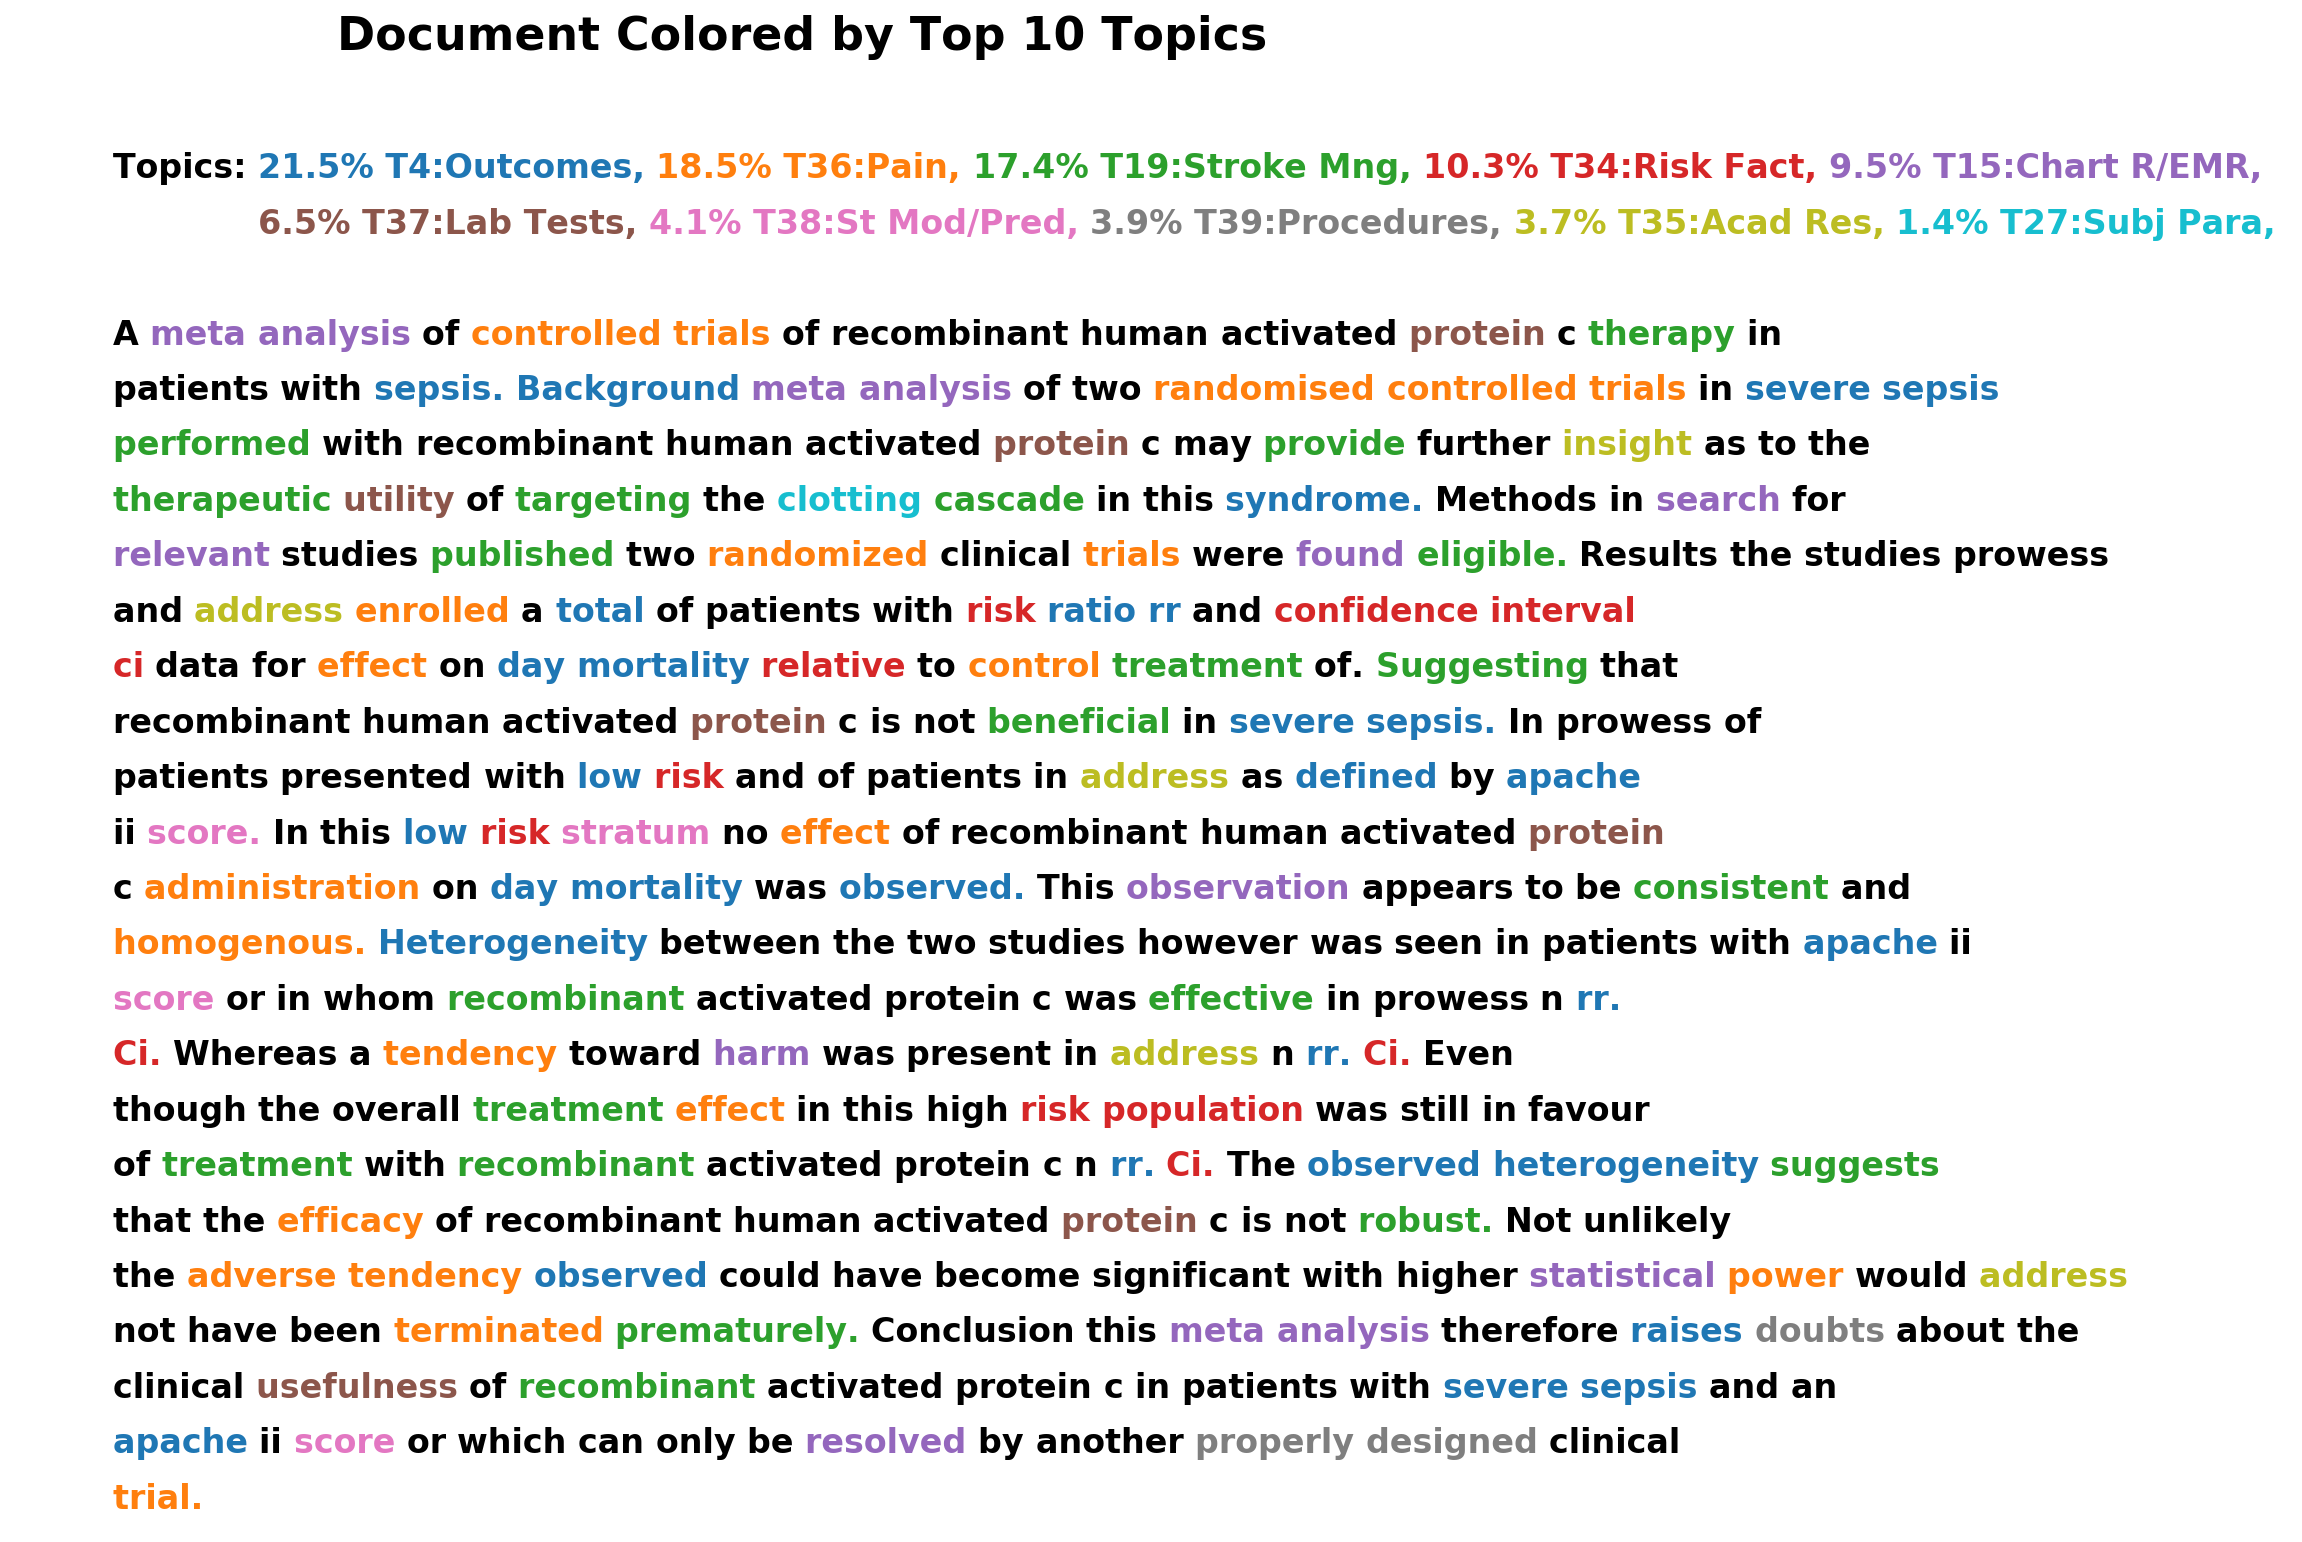 Document Colored by Top 10 Topics
Topics: 21.5% T4:Outcomes, 18.5% T36:Pain, 17.4% T19:Stroke Mng, 10.3% T34:Risk Fact, 9.5% T15:Chart R/EMR,
6.5% T37:Lab Tests, 4.1% T38:St Mod/Pred, 3.9% T39:Procedures, 3.7% T35:Acad Res, 1.4% T27:Subj Para,
A meta analysis of controlled trials of recombinant human activated protein c therapy in
patients with sepsis. Background meta analysis of two randomised controlled trials in severe sepsis
performed with recombinant human activated protein c may provide further insight as to the
therapeutic utility of targeting the clotting cascade in this syndrome. Methods in search for
relevant studies published two randomized clinical trials were found eligible. Results the studies prowess
and address enrolled a total of patients with risk ratio rr and confidence interval
ci data for effect on day mortality relative to control treatment of. Suggesting that
recombinant human activated protein c is not beneficial in severe sepsis. In prowess of
patients presented with low risk and of patients in address as defined by apache
ii score. In this low risk stratum no effect of recombinant human activated protein
c administration on day mortality was observed. This observation appears to be consistent and
homogenous. Heterogeneity between the two studies however was seen in patients with apache ii
score or in whom recombinant activated protein c was effective in prowess n rr.
Ci. Whereas a tendency toward harm was present in address n rr. Ci. Even
though the overall treatment effect in this high risk population was still in favour
of treatment with recombinant activated protein c n rr. Ci. The observed heterogeneity suggests
that the efficacy of recombinant human activated protein c is not robust. Not unlikely
the adverse tendency observed could have become significant with higher statistical power would address
not have been terminated prematurely. Conclusion this meta analysis therefore raises doubts about the
clinical usefulness of recombinant activated protein c in patients with severe sepsis and an
apache ii score or which can only be resolved by another properly designed clinical
trial.